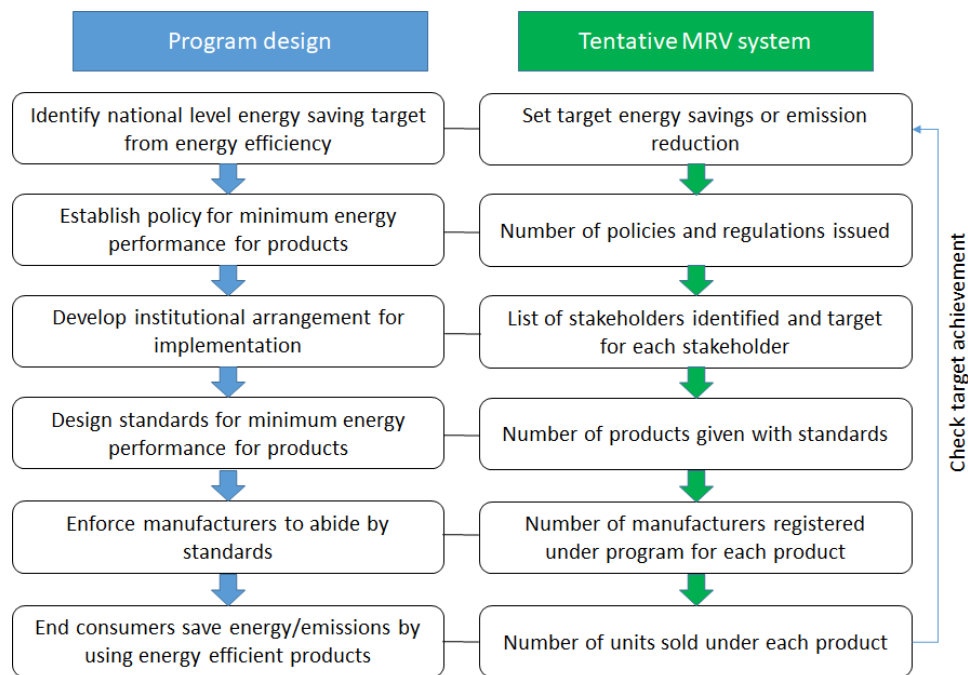 Program design
Tentative MRV system
Identify national level energy saving target
from energy efficiency
Set target energy savings or emission
reduction
Establish policy for minimum energy
performance for products
Number of policies and regulations issued
Develop institutional arrangement for
implementation
List of stakeholders identified and target
for each stakeholder
Design standards for minimum energy
performance for products
Number of products given with standards
Enforce manufacturers to abide by
standards
Number of manufacturers registered
under program for each product
End consumers save energy/emissions by
using energy efficient products
Number of units sold under each product
Check target achievement